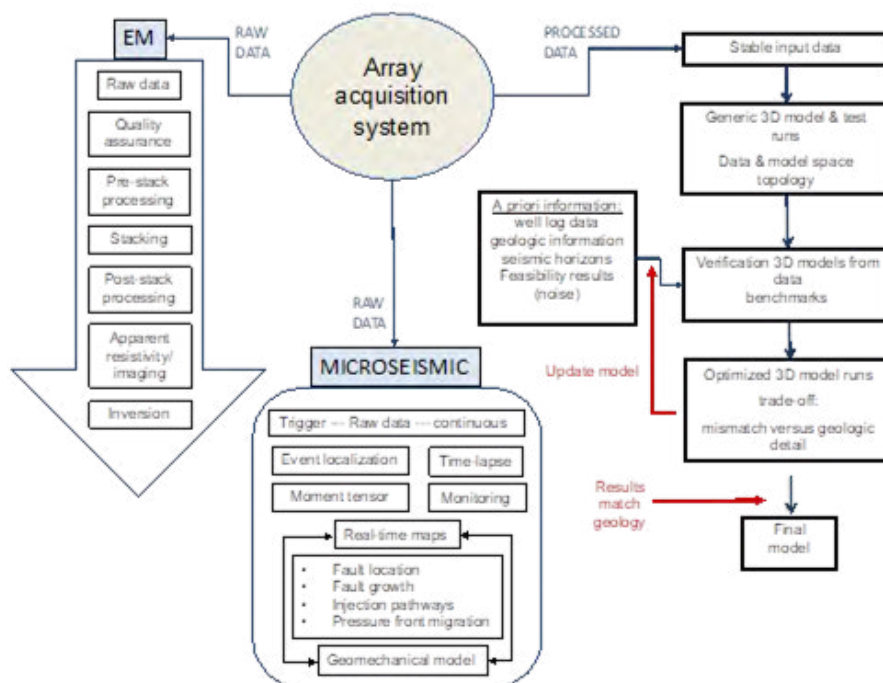 EM
RAW
DATA
Array
acquisition
system
PROCESSED
DATA
Stable input data
Raw data
Quality
assurance
Pre-stack
processing
Stacking
Post-stack
processing
Apparent
resistivity/
imaging
Inversion
Generic 3D model & test
runs
Data & model space
topology
A priori information:
well log data
geologic information
seismic horizons
Feasibility results
(noise)
Verification 3D models from
data
benchmarks
RAW
DATA
MICROSEISMIC
Update model
Optimized 3D model runs
trade-off:
mismatch versus geologic
detail
Trigger --- Raw data --- continuous
Event localization
Time-lapse
Moment tensor
Monitoring
Real-time maps
• Fault location
• Fault growth
• Injection pathways
• Pressure front migration
Geomechanical model
Results
match
geology
Final
model